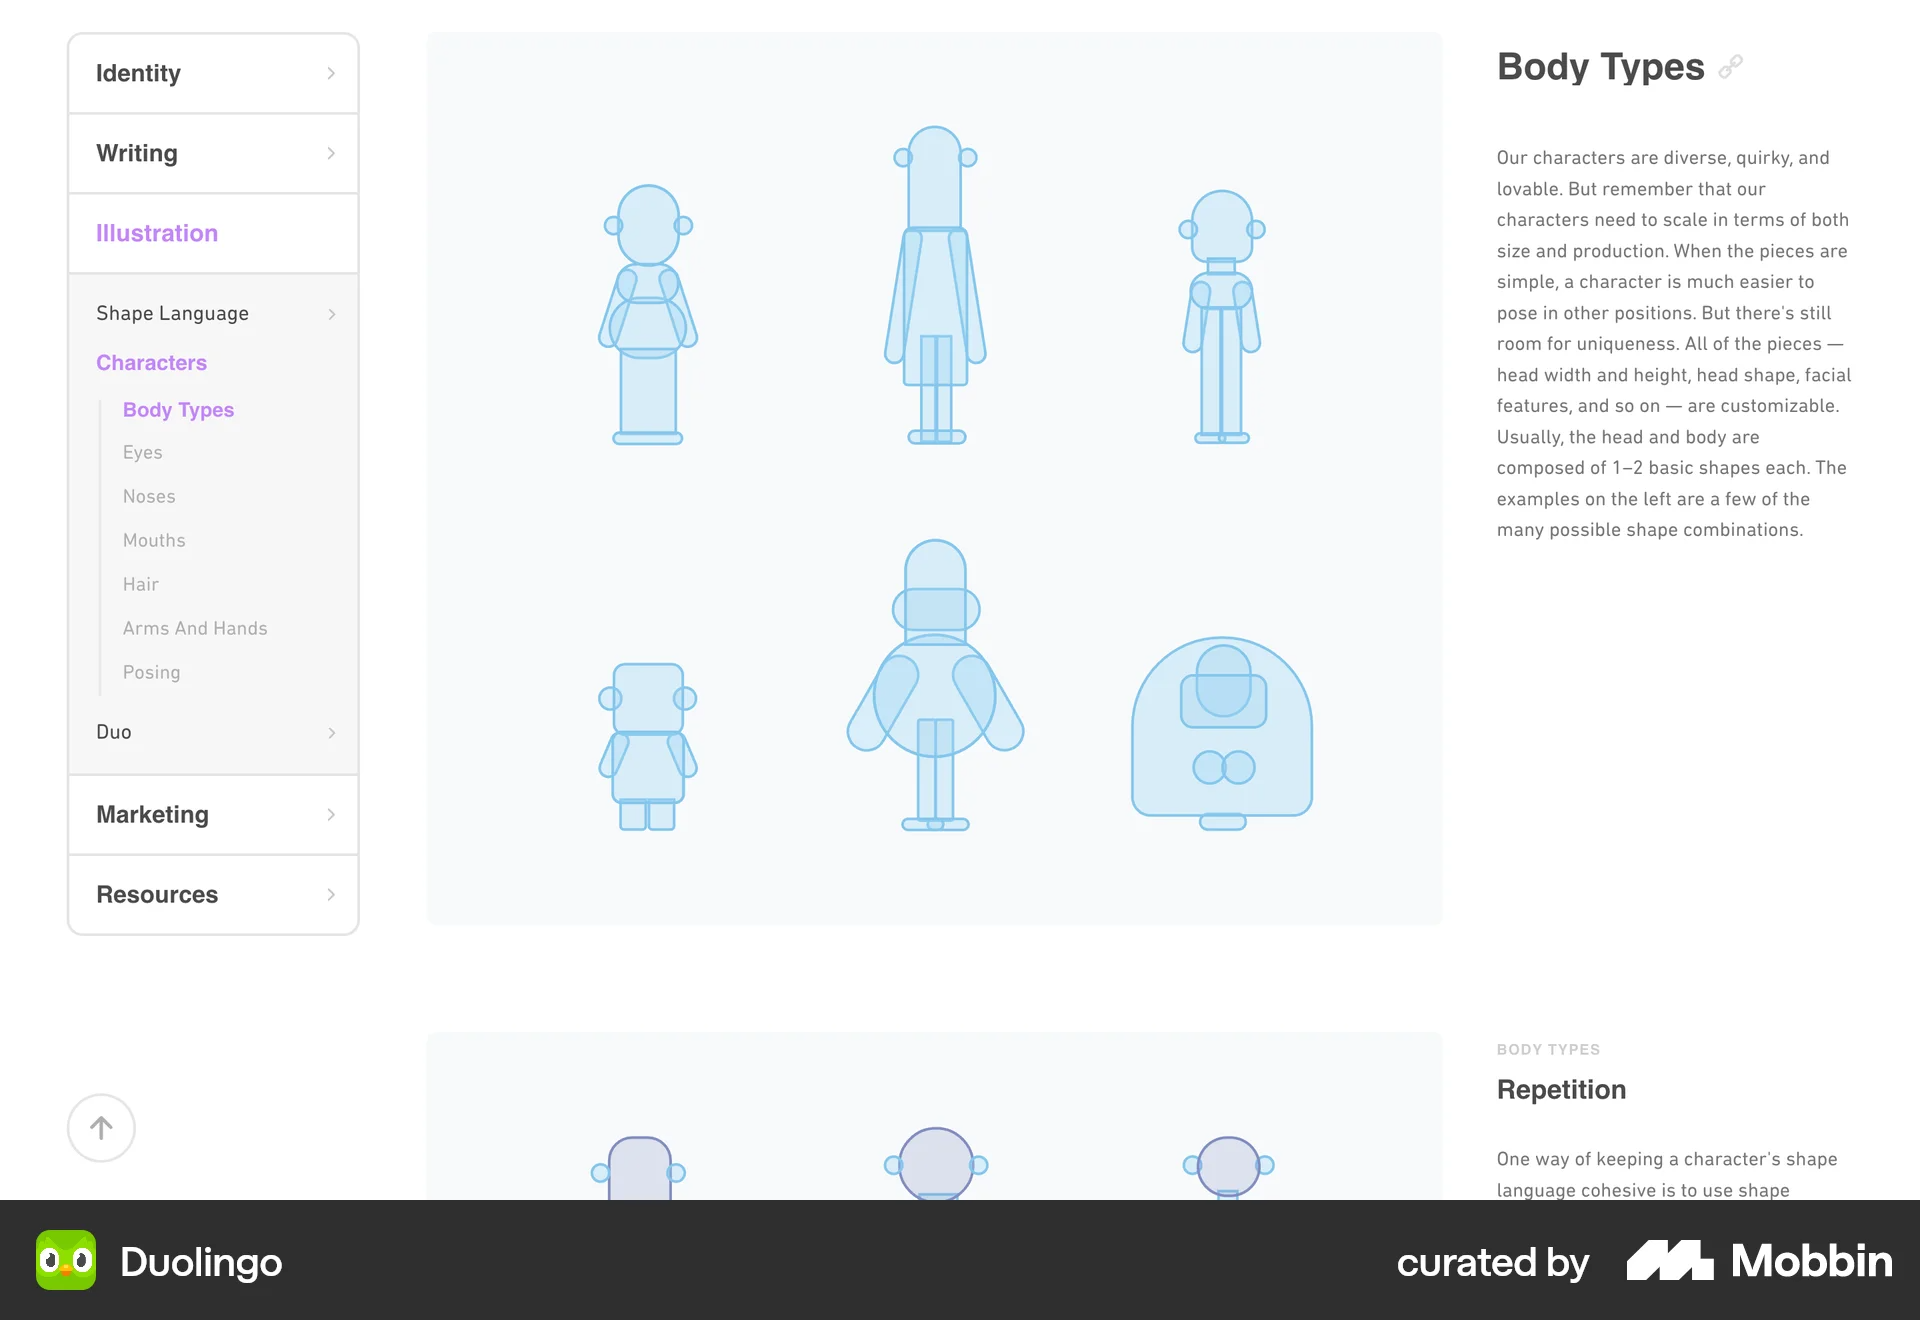 Identity
Writing
Illustration
Shape Language
Characters
Body Types
Eyes
Noses
Mouths
Hair
Arms And Hands
Posing
Duo
Marketing
Resources
Body Types
Our characters are diverse, quirky, and
lovable. But remember that our
characters need to scale in terms of both
size and production. When the pieces are
simple, a character is much easier to
pose in other positions. But there's still
room for uniqueness. All of the pieces —
head width and height, head shape, facial
features, and so on — are customizable.
Usually, the head and body are
composed of 1–2 basic shapes each. The
examples on the left are a few of the
many possible shape combinations.
BODY TYPES
Repetition
One way of keeping a character's shape
language cohesive is to use shape
Duolingo
curated by Mobbin